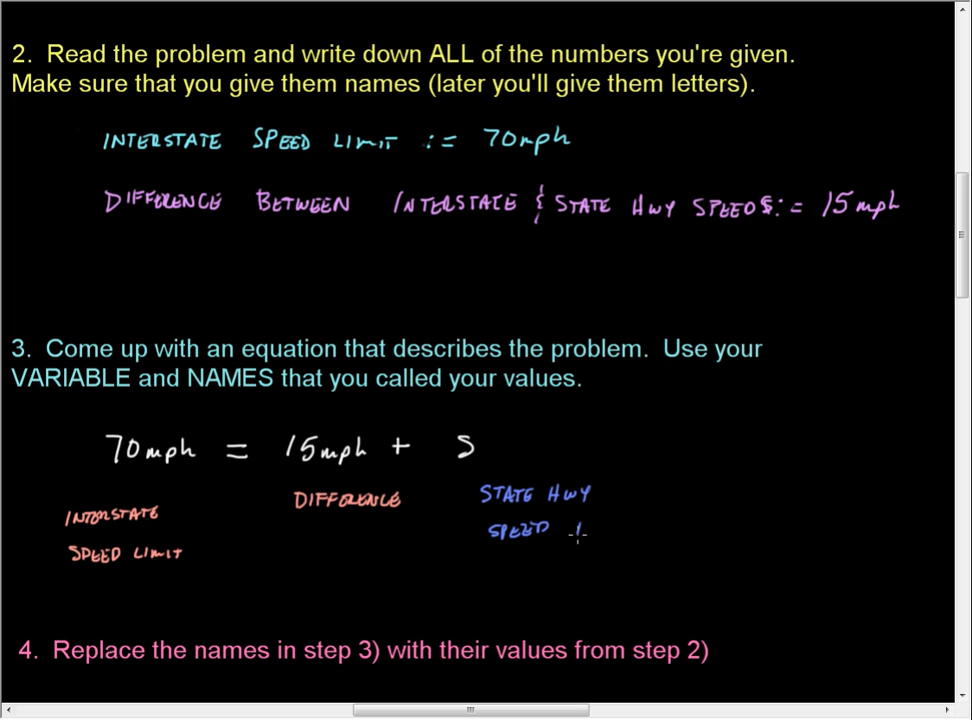 2. Read the problem and write down ALL of the numbers you're given.
Make sure that you give them names (later you'll give them letters).
INTERSTATE SPEED LIMIT := 70mph
DIFFERENCE BETWEEN INTERSTATE & STATE HWY SPEEDS := 15mph
3. Come up with an equation that describes the problem. Use your
VARIABLE and NAMES that you called your values.
70mph = 15mph + S
INTERSTATE SPEED LIMIT
DIFFERENCE
STATE HWY
SPEED
4. Replace the names in step 3) with their values from step 2)